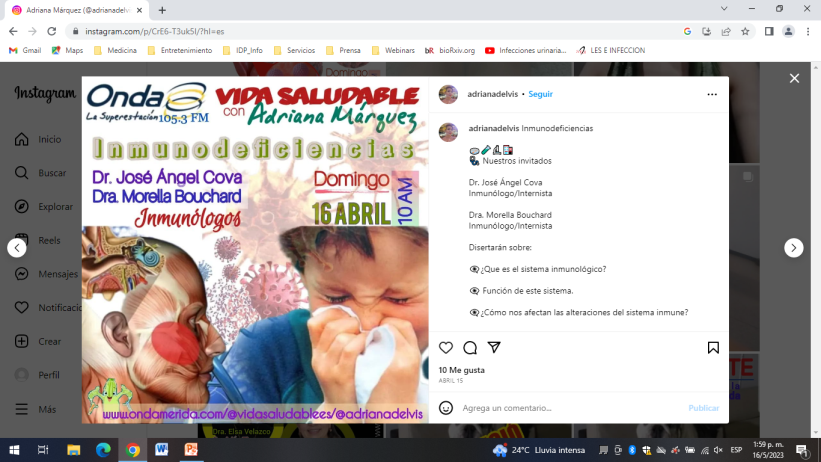 Adriana Márquez (@adrianadelvis
instagram.com/p/CrE6-T3uk5l/?hl=es
Gmail
Maps
Medicina
Entretenimiento
IDP_Info
Servicios
Prensa
Webinars
bioRxiv.org
Infecciones urinaria...
LES E INFECCION
Instagram
Inicio
Buscar
Explorar
Reels
Mensajes
Notificacio
Crear
Perfil
Más
Onda
La Superestación 105.3 FM
VIDA SALUDABLE
con Adriana Márquez
Inmunodeficiencias
Dr. José Ángel Cova
Dra. Morella Bouchard
Inmunólogos
Domingo
16 ABRIL
10 AM
www.ondamerida.com/@vidasaludablees/@adrianadelvis
adrianadelvis • Seguir
adrianadelvis Inmunodeficiencias
Nuestros invitados
Dr. José Ángel Cova
Inmunólogo/Internista
Dra. Morella Bouchard
Inmunólogo/Internista
Disertarán sobre:
¿Que es el sistema inmunológico?
Función de este sistema.
¿Cómo nos afectan las alteraciones del sistema inmune?
10 Me gusta
ABRIL 15
Agrega un comentario...
Publicar
Dra. Elsa Velazco
24°C Lluvia intensa
ESP
1:59 p. m.
16/5/2023